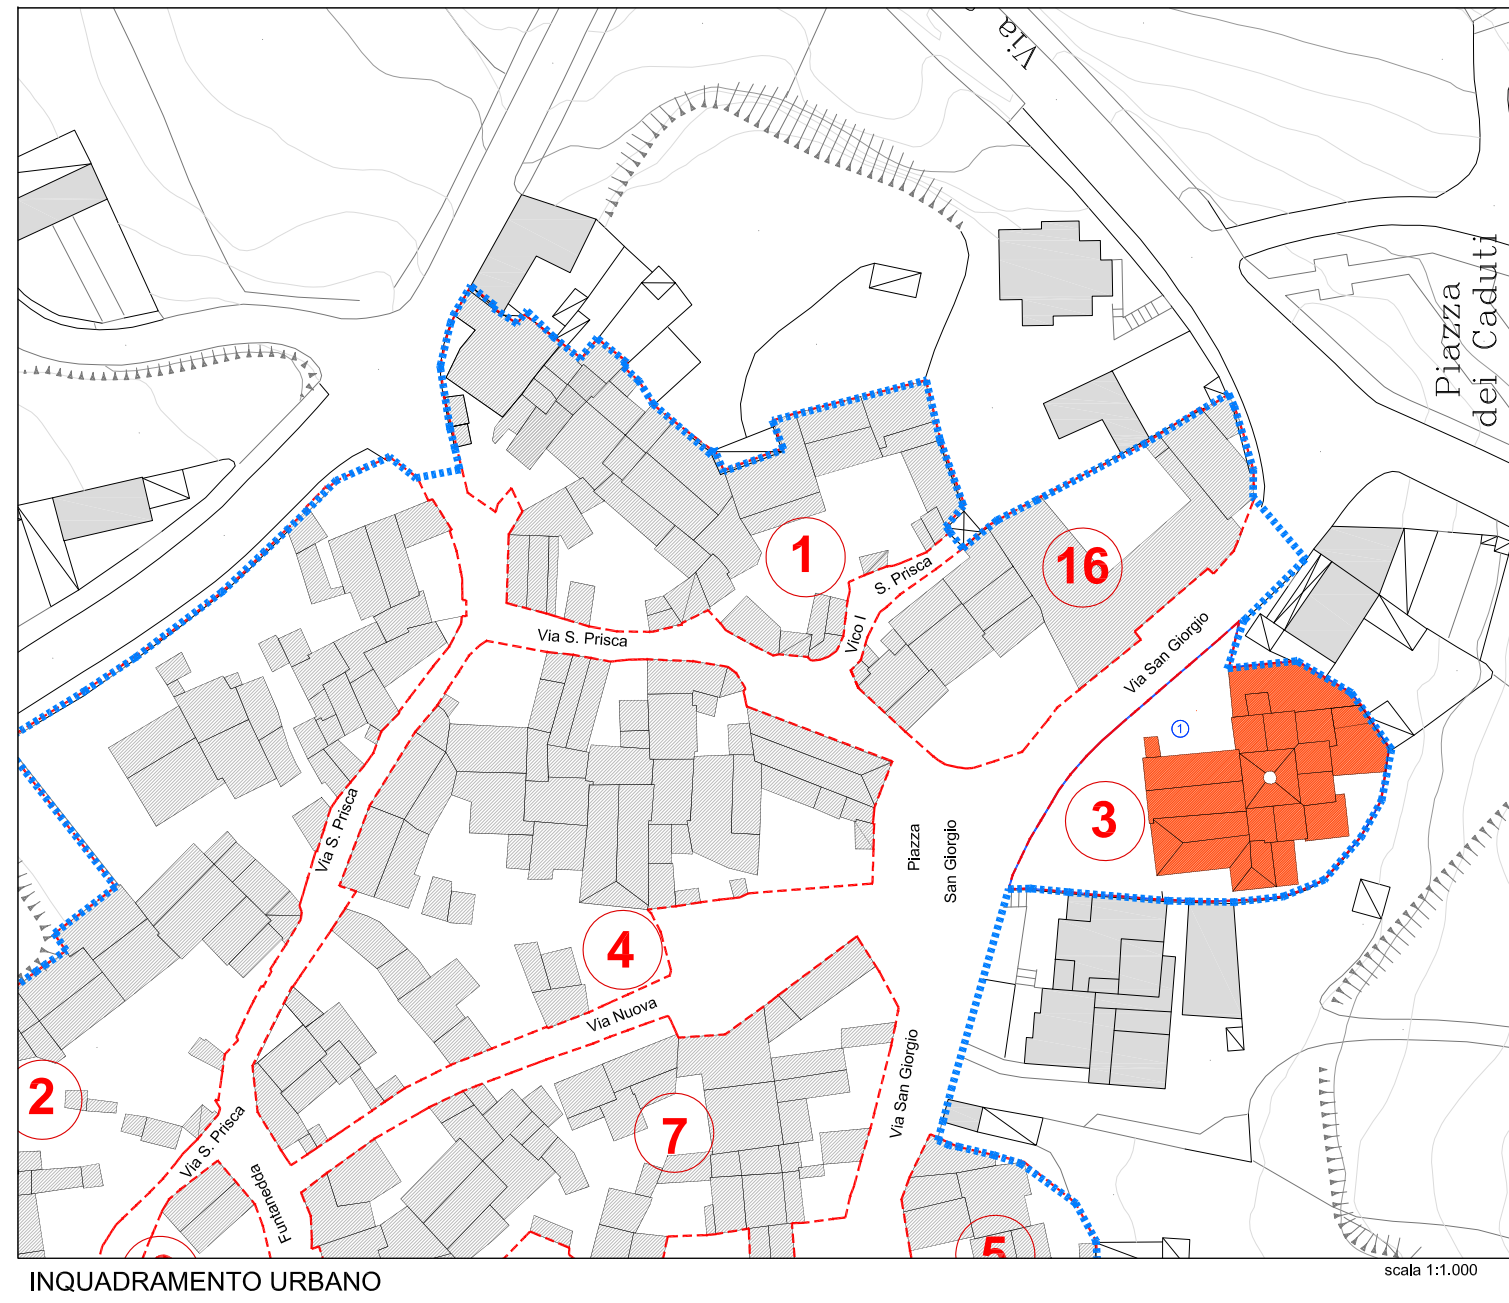 Via
Piazza
dei Caduti
1
16
S. Prisca
Vico I
Via S. Prisca
Via San Giorgio
1
3
Via S. Prisca
Piazza
San Giorgio
4
Via Nuova
2
7
Via San Giorgio
Via S. Prisca
Funtanedda
5
INQUADRAMENTO URBANO
scala 1:1.000